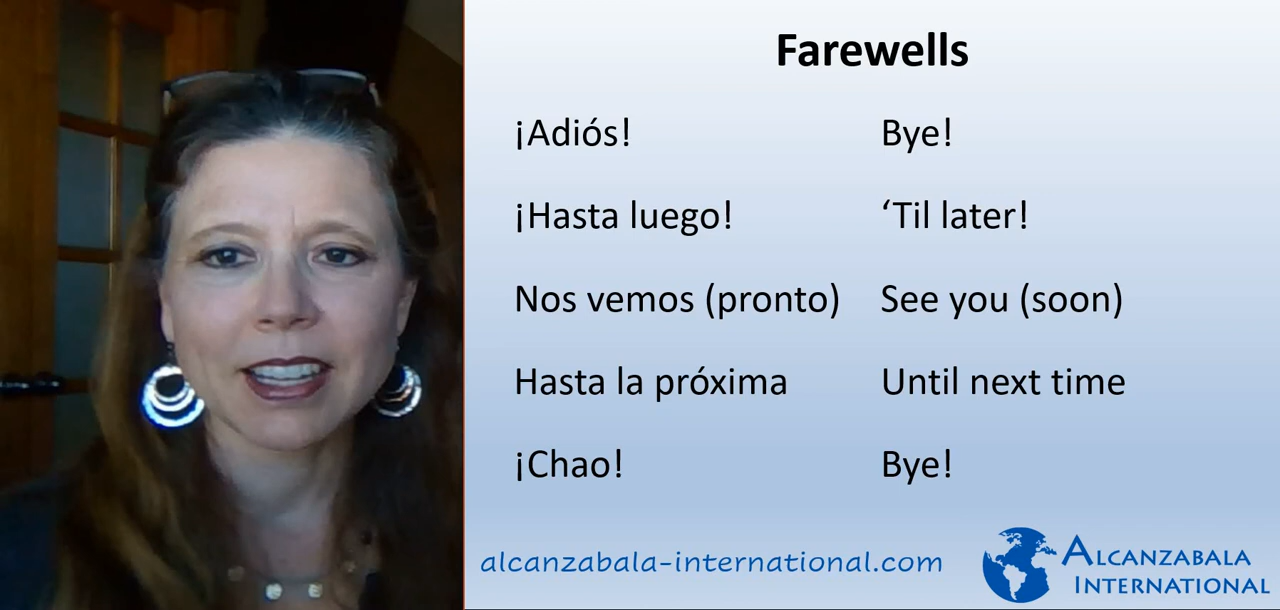 Farewells
¡Adiós! Bye!
¡Hasta luego! ‘Til later!
Nos vemos (pronto) See you (soon)
Hasta la próxima Until next time
¡Chao! Bye!
alcanzabala-international.com
ALCANZABALA
INTERNATIONAL